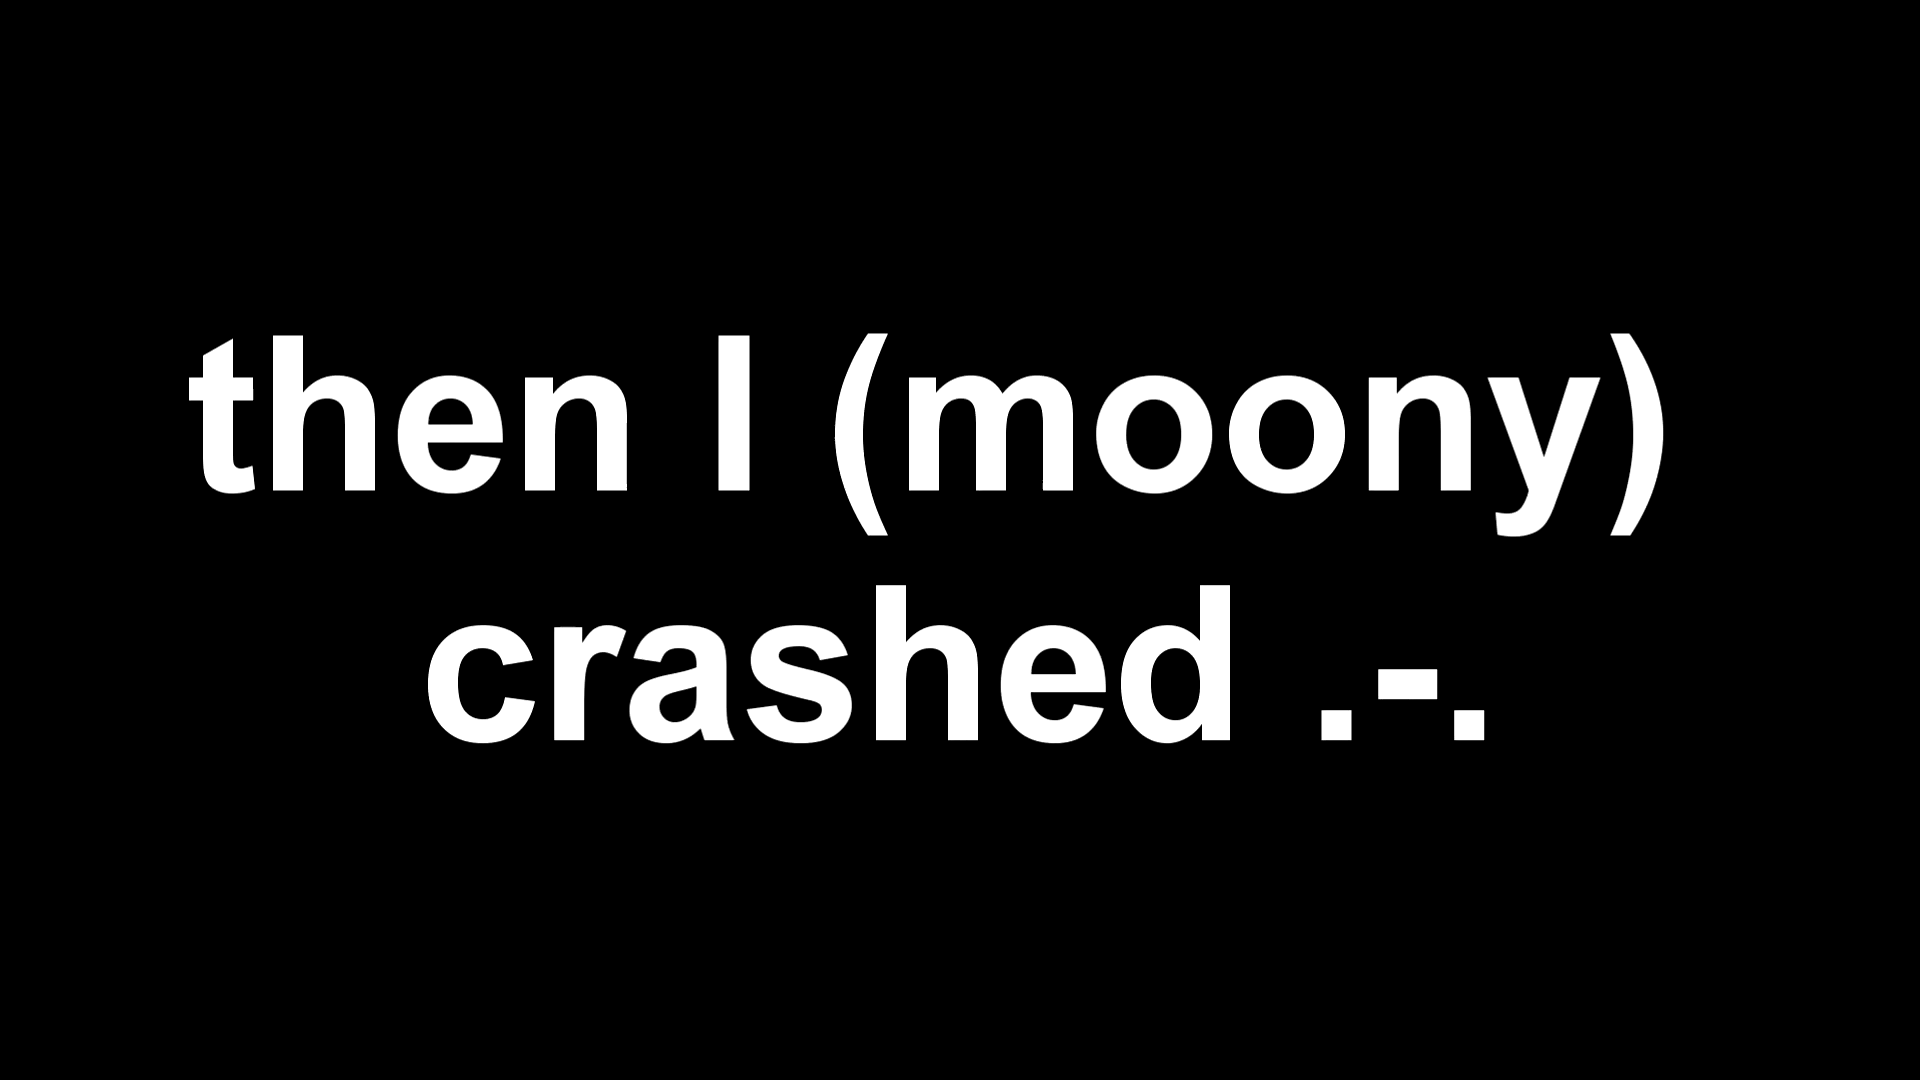 then I (moony)
crashed .-.